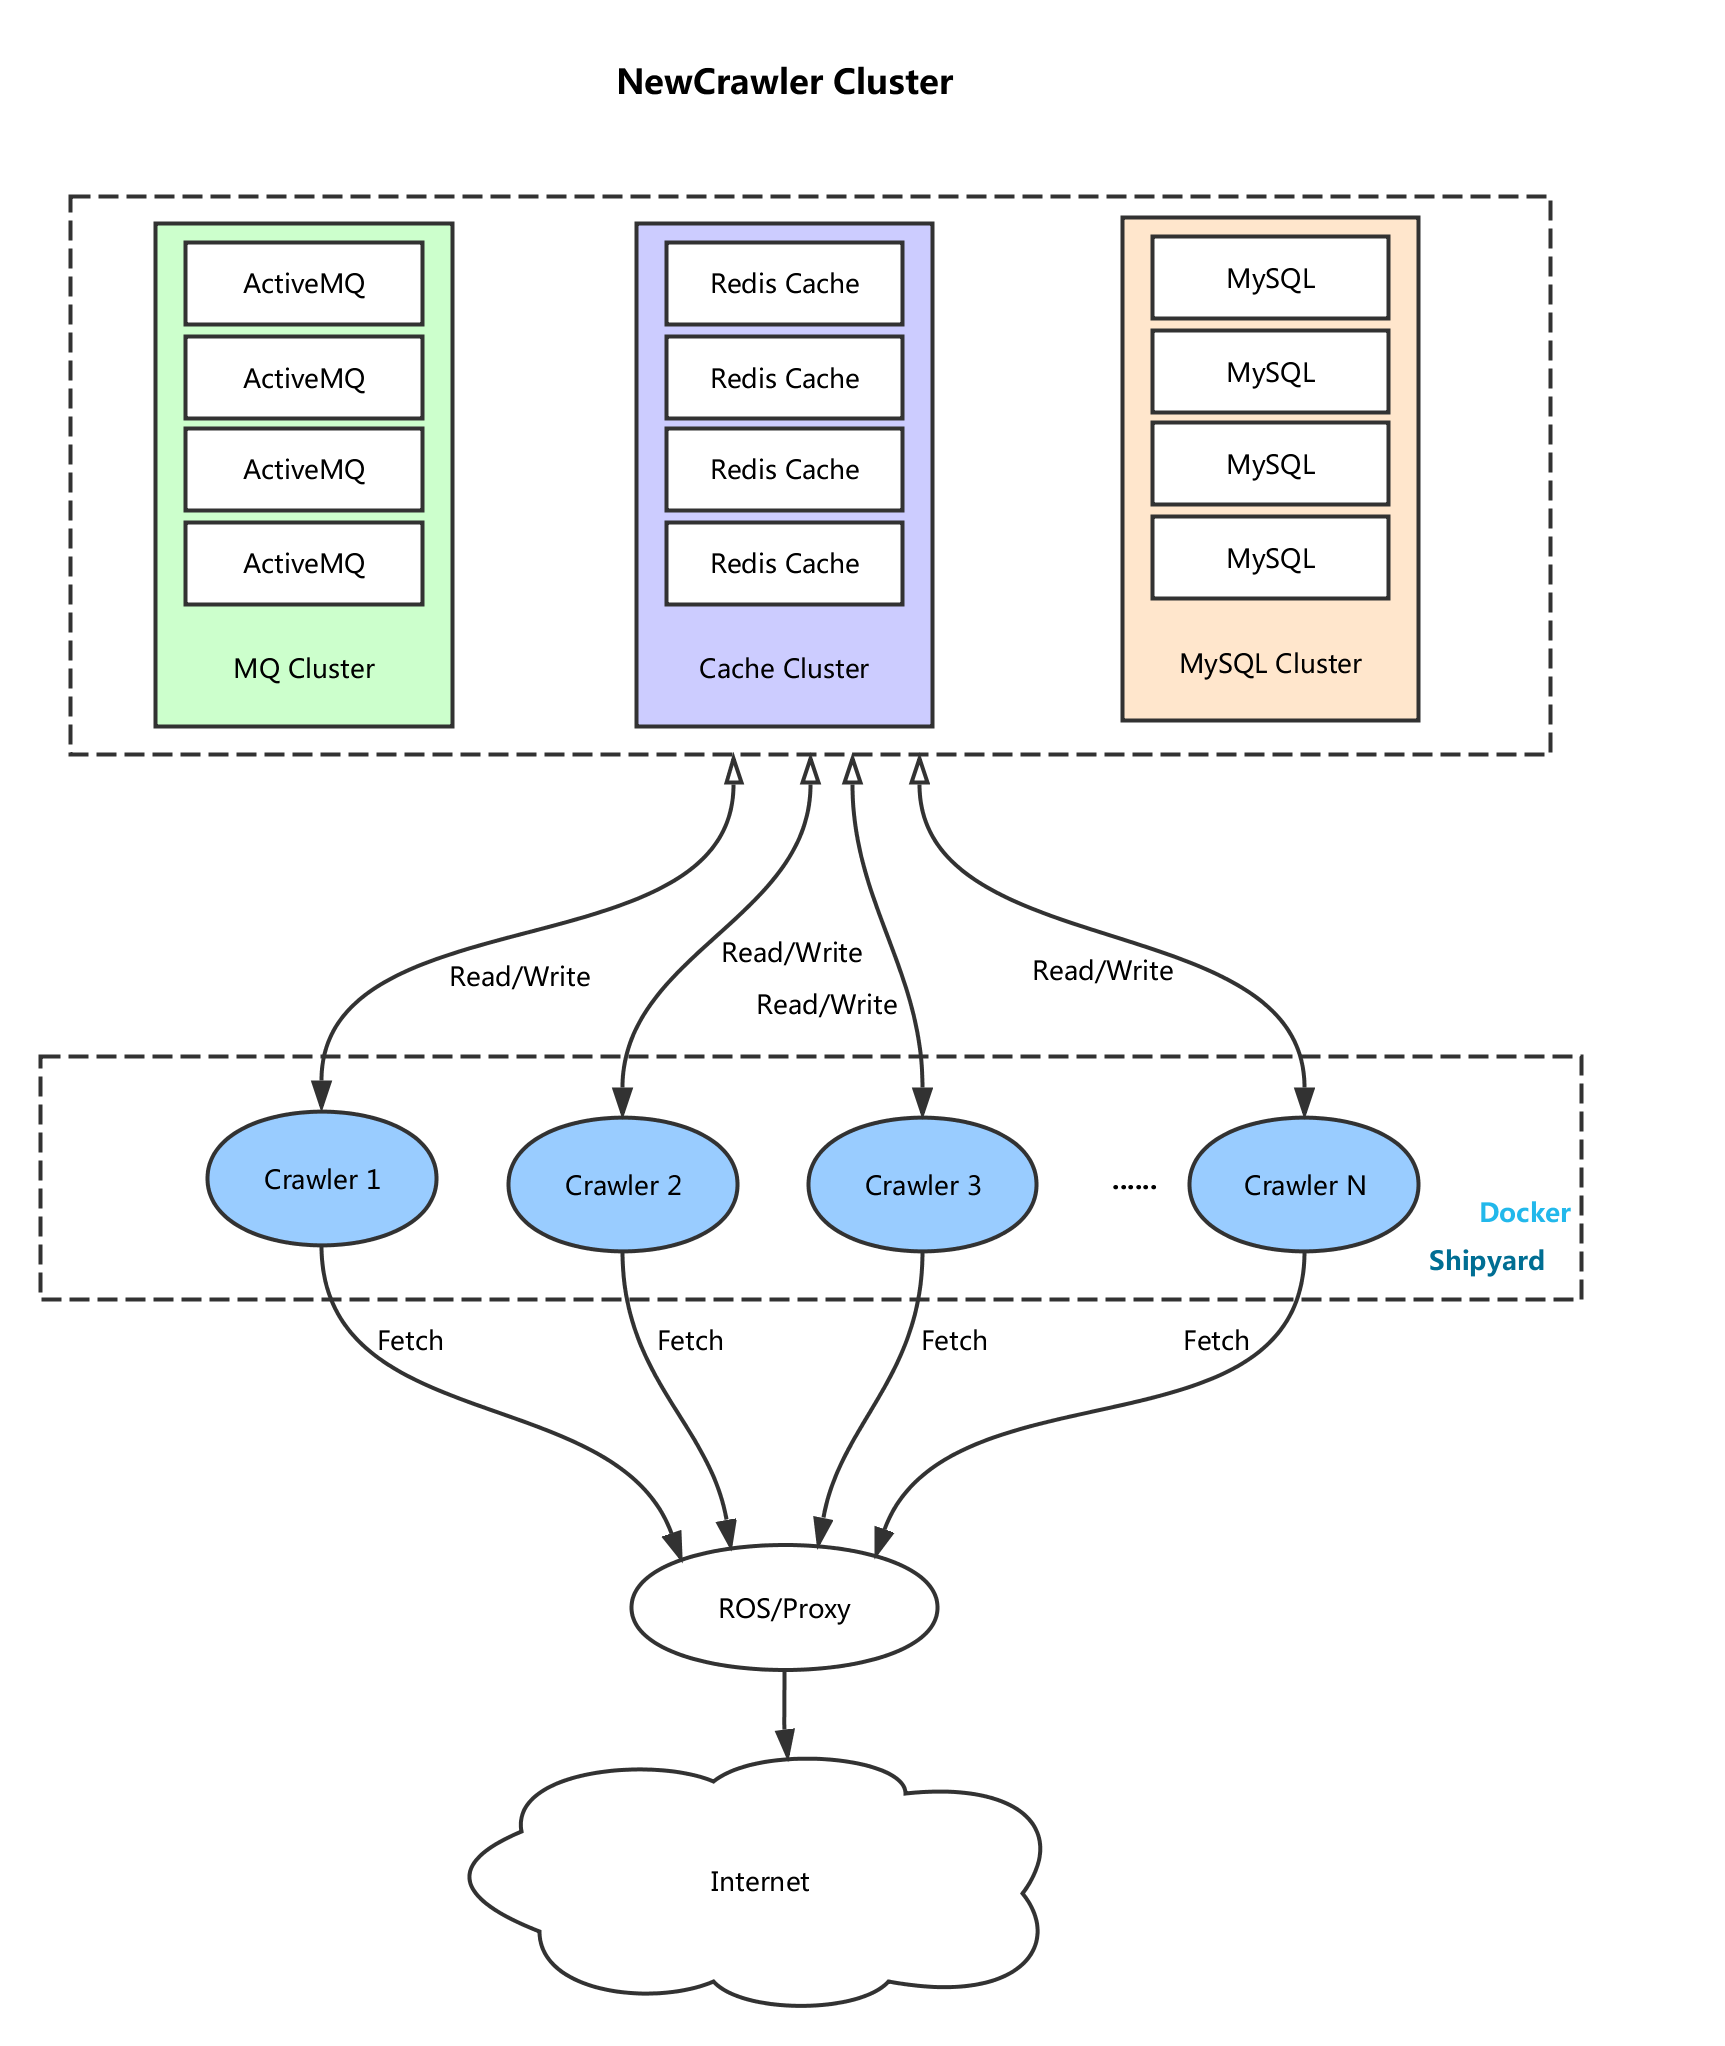 NewCrawler Cluster
ActiveMQ
ActiveMQ
ActiveMQ
ActiveMQ
MQ Cluster
Redis Cache
Redis Cache
Redis Cache
Redis Cache
Cache Cluster
MySQL
MySQL
MySQL
MySQL
MySQL Cluster
Read/Write
Read/Write
Read/Write
Read/Write
Crawler 1
Crawler 2
Crawler 3
......
Crawler N
Docker
Shipyard
Fetch
Fetch
Fetch
Fetch
ROS/Proxy
Internet